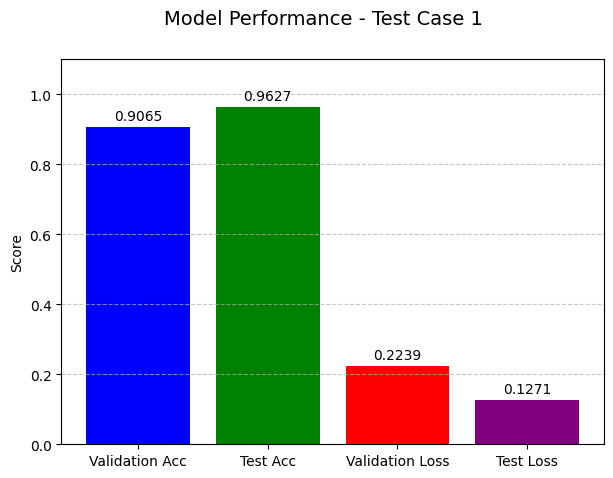 Model Performance - Test Case 1
Score
1.0
0.8
0.6
0.4
0.2
0.0
0.9065
0.9627
0.2239
0.1271
Validation Acc
Test Acc
Validation Loss
Test Loss